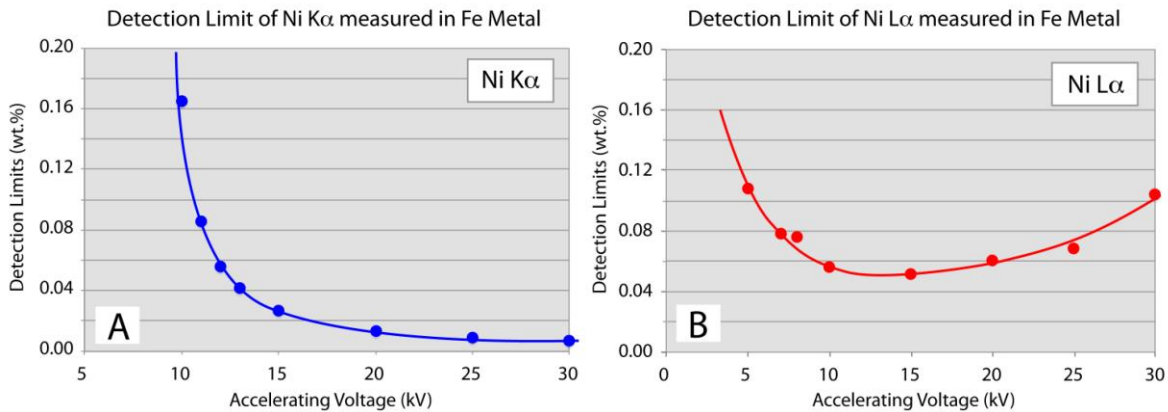 Detection Limit of Ni Kα measured in Fe Metal
0.20
0.16
0.12
0.08
0.04
0.00
Detection Limits (wt.%)
Ni Kα
A
5 10 15 20 25 30
Accelerating Voltage (kV)
Detection Limit of Ni Lα measured in Fe Metal
0.20
0.16
0.12
0.08
0.04
0.00
Detection Limits (wt.%)
Ni Lα
B
0 5 10 15 20 25 30
Accelerating Voltage (kV)